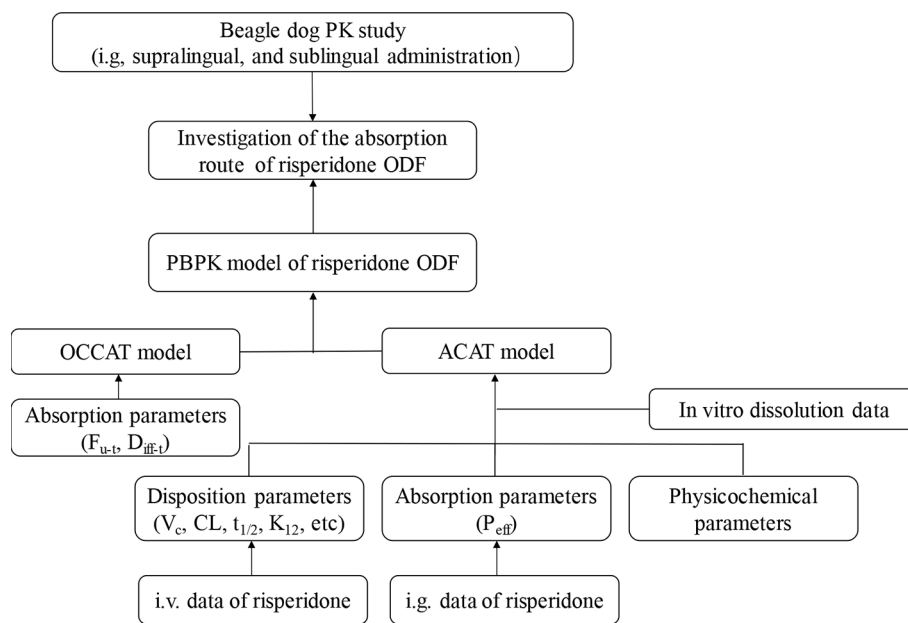 Beagle dog PK study
(i.g, supralingual, and sublingual administration)
Investigation of the absorption
route of risperidone ODF
PBPK model of risperidone ODF
OCCAT model
ACAT model
Absorption parameters
(Fu-t, Diff-t)
In vitro dissolution data
Disposition parameters
(Vc, CL, t1/2, K12, etc)
Absorption parameters
(Peff)
Physicochemical
parameters
i.v. data of risperidone
i.g. data of risperidone